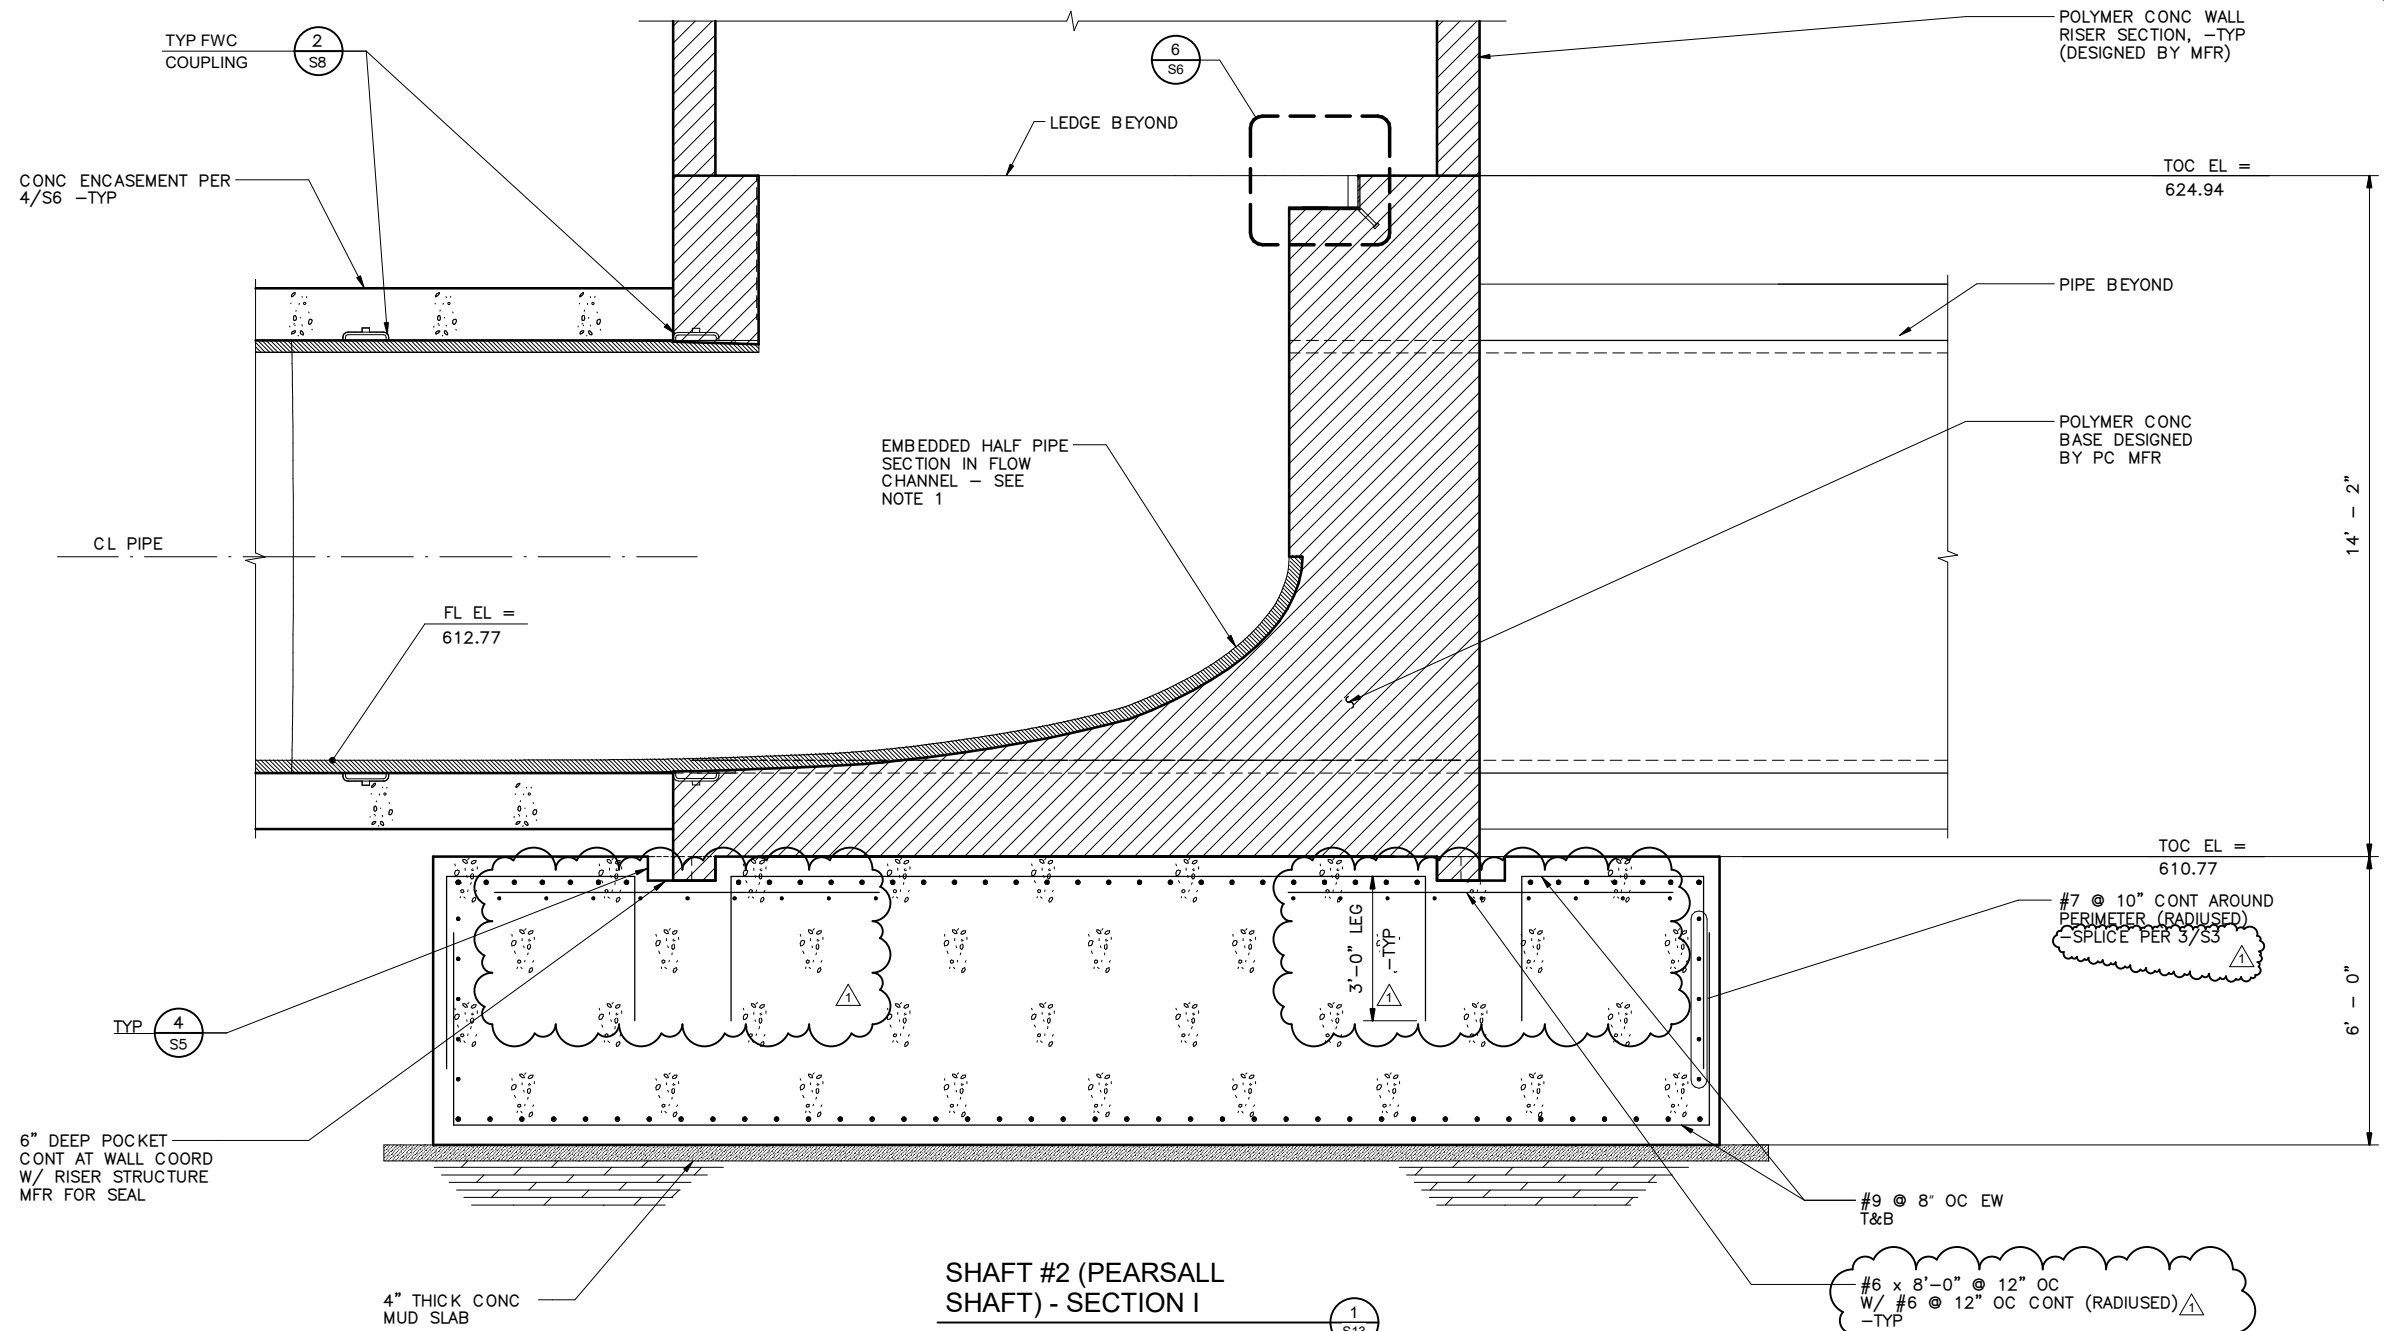 POLYMER CONC WALL
RISER SECTION, -TYP
(DESIGNED BY MFR)
TYP FWC
COUPLING
2
S8
6
S6
LEDGE BEYOND
TOC EL =
624.94
CONC ENCASEMENT PER
4/S6 -TYP
PIPE BEYOND
POLYMER CONC
BASE DESIGNED
BY PC MFR
EMBEDDED HALF PIPE
SECTION IN FLOW
CHANNEL - SEE
NOTE 1
14' - 2"
CL PIPE
FL EL =
612.77
TOC EL =
610.77
#7 @ 10" CONT AROUND
PERIMETER (RADIUSED)
-SPLICE PER 3/S3
1
3'-0" LEG
-TYP
1
1
6' - 0"
TYP
4
S5
6" DEEP POCKET
CONT AT WALL COORD
W/ RISER STRUCTURE
MFR FOR SEAL
#9 @ 8" OC EW
T&B
#6 x 8'-0" @ 12" OC
W/ #6 @ 12" OC CONT (RADIUSED)
1
-TYP
4" THICK CONC
MUD SLAB
SHAFT #2 (PEARSALL
SHAFT) - SECTION I
1
S13